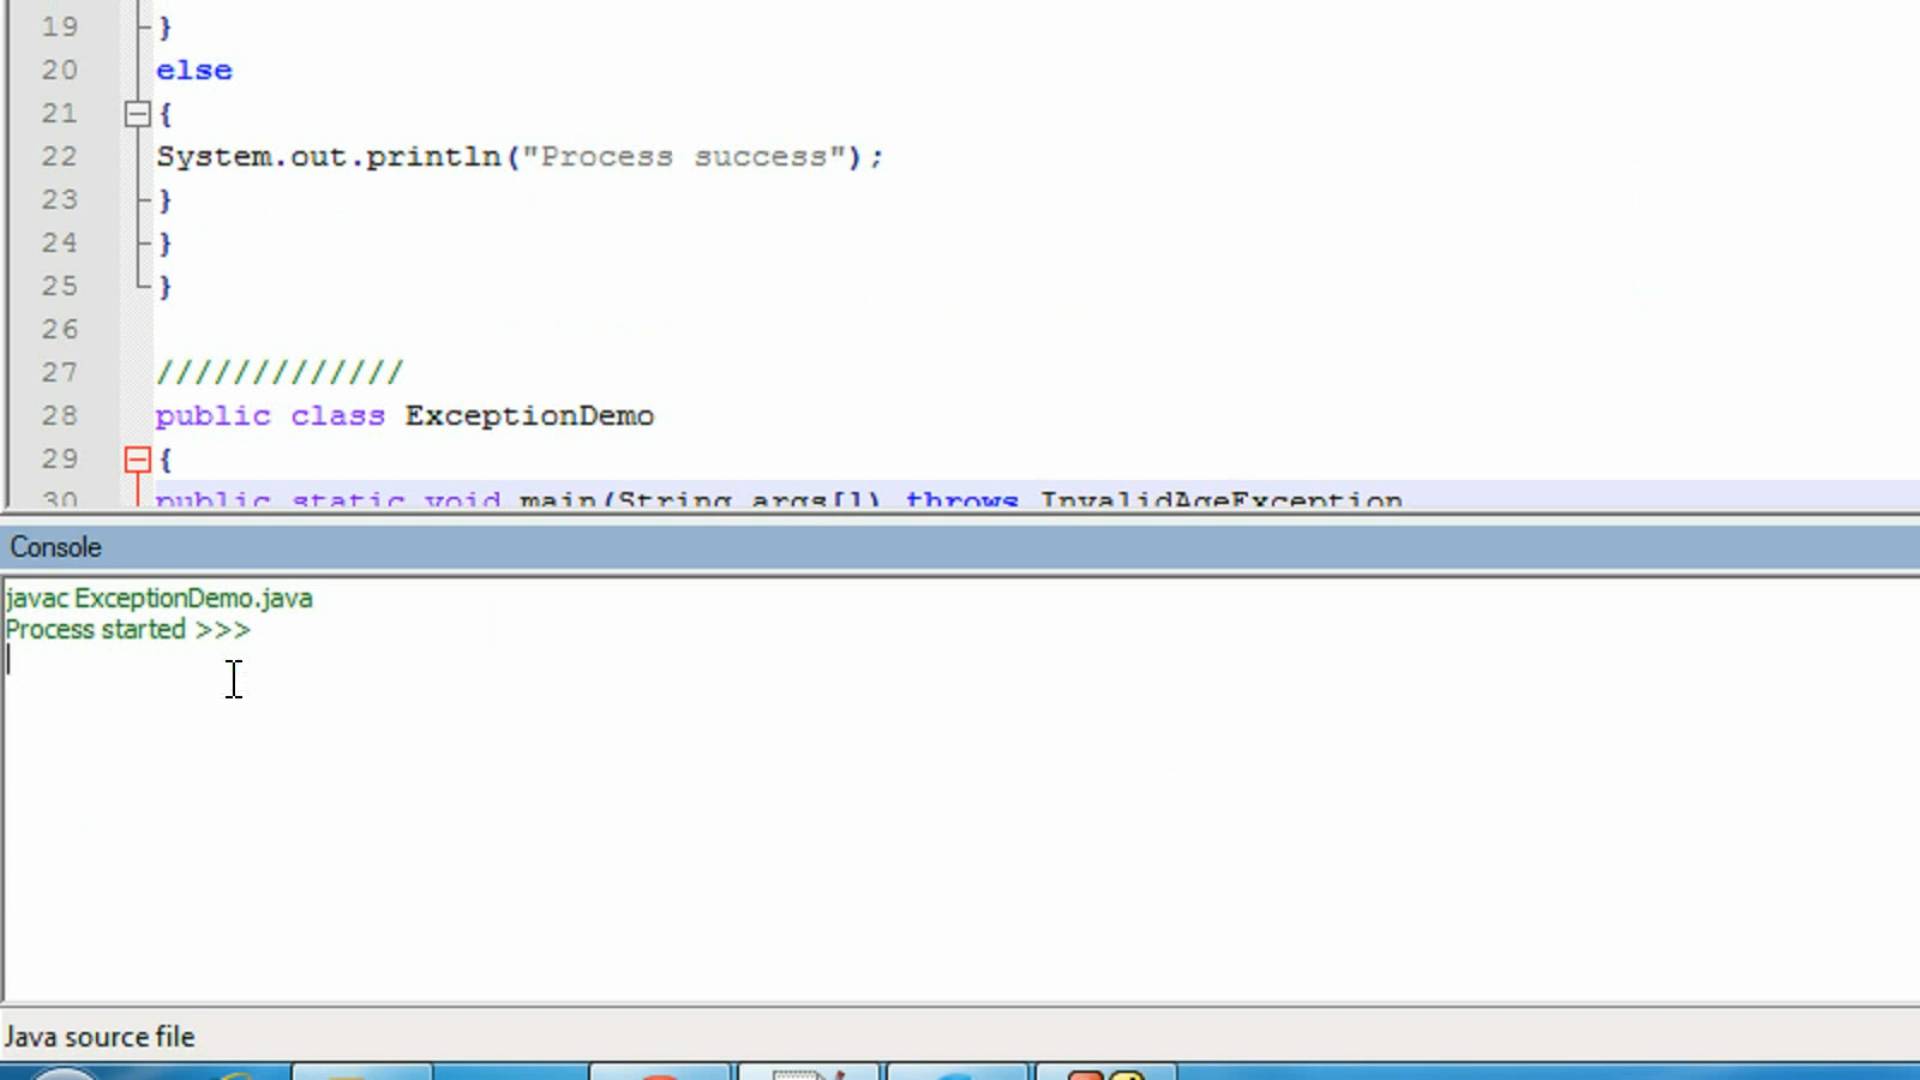 19 }
20 else
21 {
22 System.out.println("Process success");
23 }
24 }
25 }
26
27 /////////////
28 public class ExceptionDemo
29 {
30 public static void main(String args[]) throws InvalidAgeException
Console
javac ExceptionDemo.java
Process started >>>
Java source file